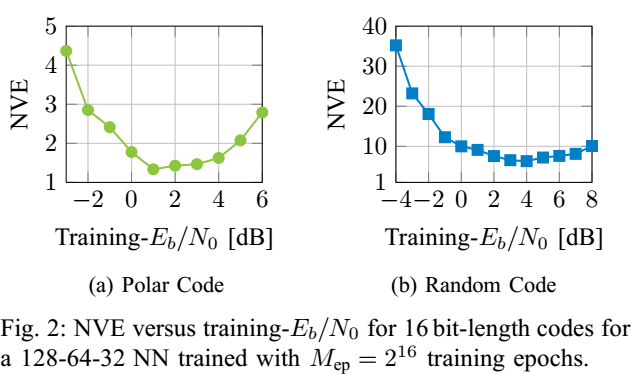 5
4
3
2
1
NVE
−2 0 2 4 6
Training-E_b/N_0 [dB]
(a) Polar Code
40
30
20
10
1
NVE
−4 −2 0 2 4 6 8
Training-E_b/N_0 [dB]
(b) Random Code
Fig. 2: NVE versus training-E_b/N_0 for 16 bit-length codes for
a 128-64-32 NN trained with M_ep = 2^16 training epochs.